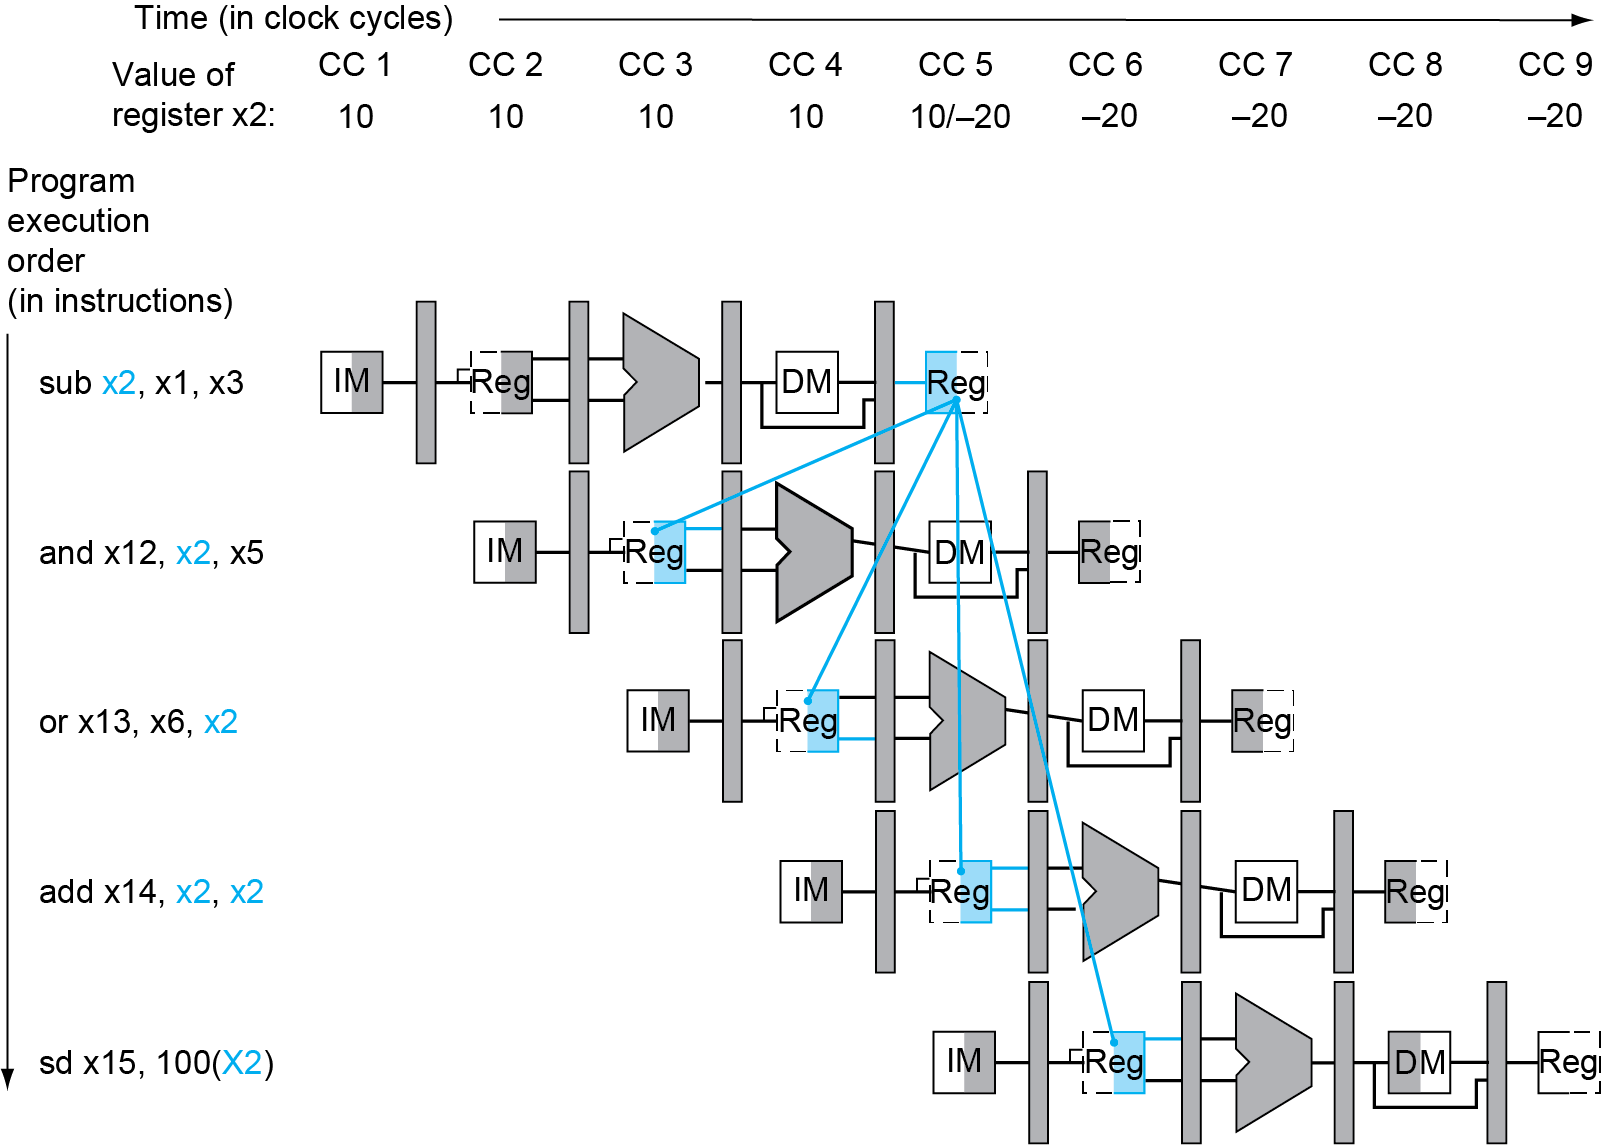 Time (in clock cycles)
CC 1 CC 2 CC 3 CC 4 CC 5 CC 6 CC 7 CC 8 CC 9
Value of
register x2: 10 10 10 10 10/–20 –20 –20 –20 –20
Program
execution
order
(in instructions)
sub x2, x1, x3
IM Reg DM Reg
and x12, x2, x5
IM Reg DM Reg
or x13, x6, x2
IM Reg DM Reg
add x14, x2, x2
IM Reg DM Reg
sd x15, 100(X2)
IM Reg DM Reg